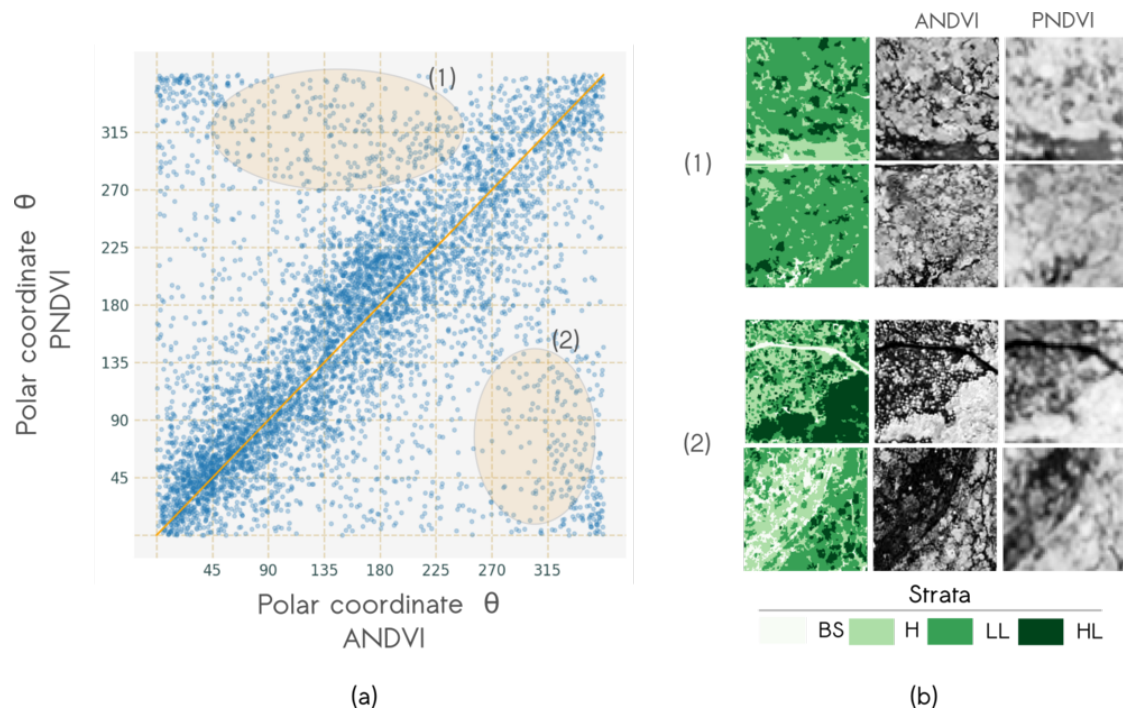 ANDVI PNDVI
(1)
315
270
225
180
135
90
45
Polar coordinate θ
PNDVI
(2)
45 90 135 180 225 270 315
Polar coordinate θ
ANDVI
(a)
(1)
(2)
Strata
BS H LL HL
(b)